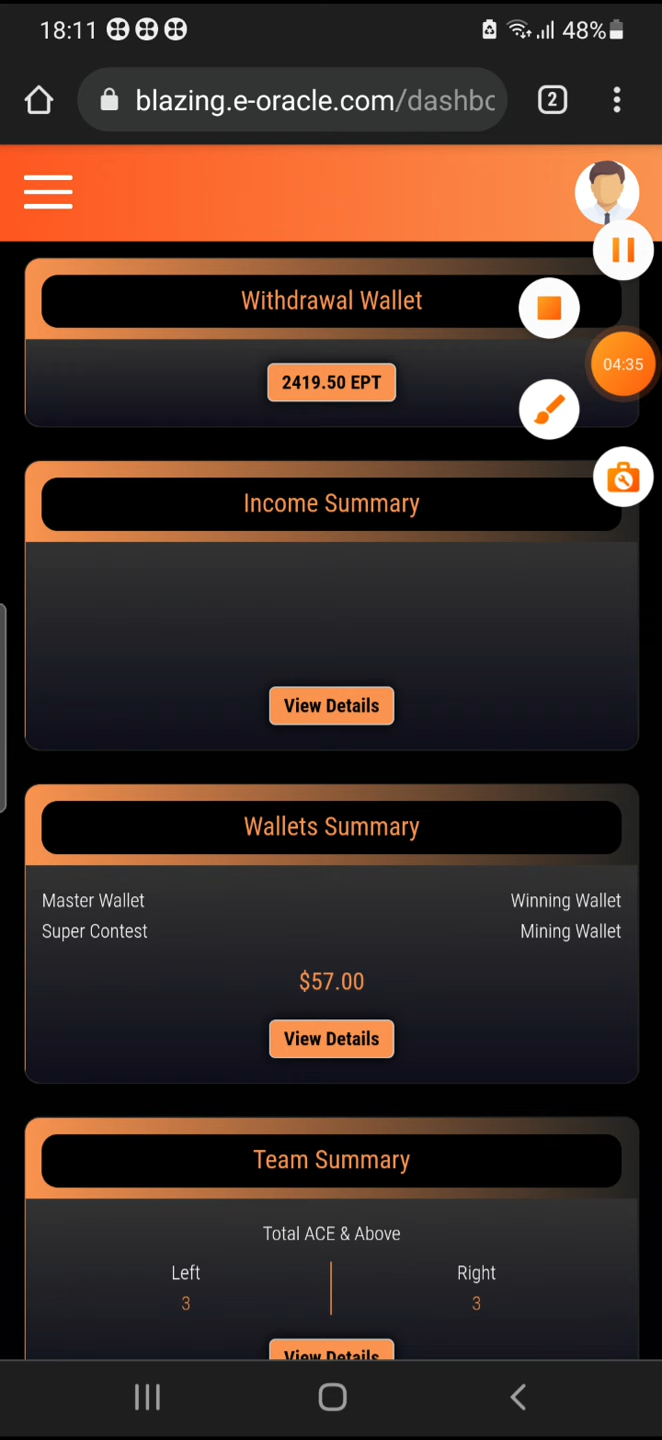 18:11
48%
blazing.e-oracle.com/dashbo
2
Withdrawal Wallet
04:35
2419.50 EPT
Income Summary
View Details
Wallets Summary
Master Wallet Winning Wallet
Super Contest Mining Wallet
$57.00
View Details
Team Summary
Total ACE & Above
Left Right
3 3
View Details